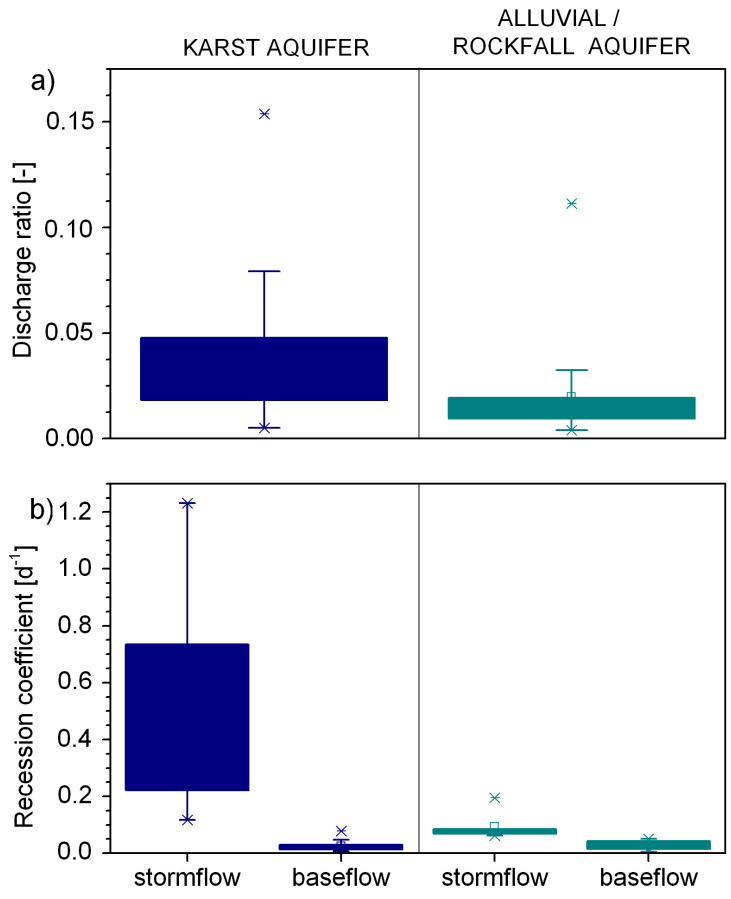 KARST AQUIFER
ALLUVIAL /
ROCKFALL AQUIFER
a)
Discharge ratio [-]
0.15
0.10
0.05
0.00
b)
Recession coefficient [d⁻¹]
1.2
1.0
0.8
0.6
0.4
0.2
0.0
stormflow baseflow stormflow baseflow